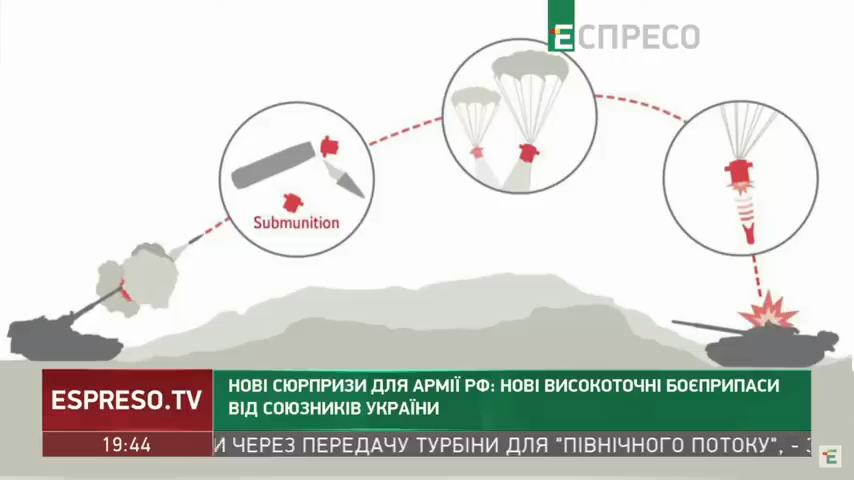 ЕСПРЕСО
Submunition
ESPRESO.TV
НОВІ СЮРПРИЗИ ДЛЯ АРМІЇ РФ: НОВІ ВИСОКОТОЧНІ БОЄПРИПАСИ
ВІД СОЮЗНИКІВ УКРАЇНИ
19:44
И ЧЕРЕЗ ПЕРЕДАЧУ ТУРБІНИ ДЛЯ "ПІВНІЧНОГО ПОТОКУ", -